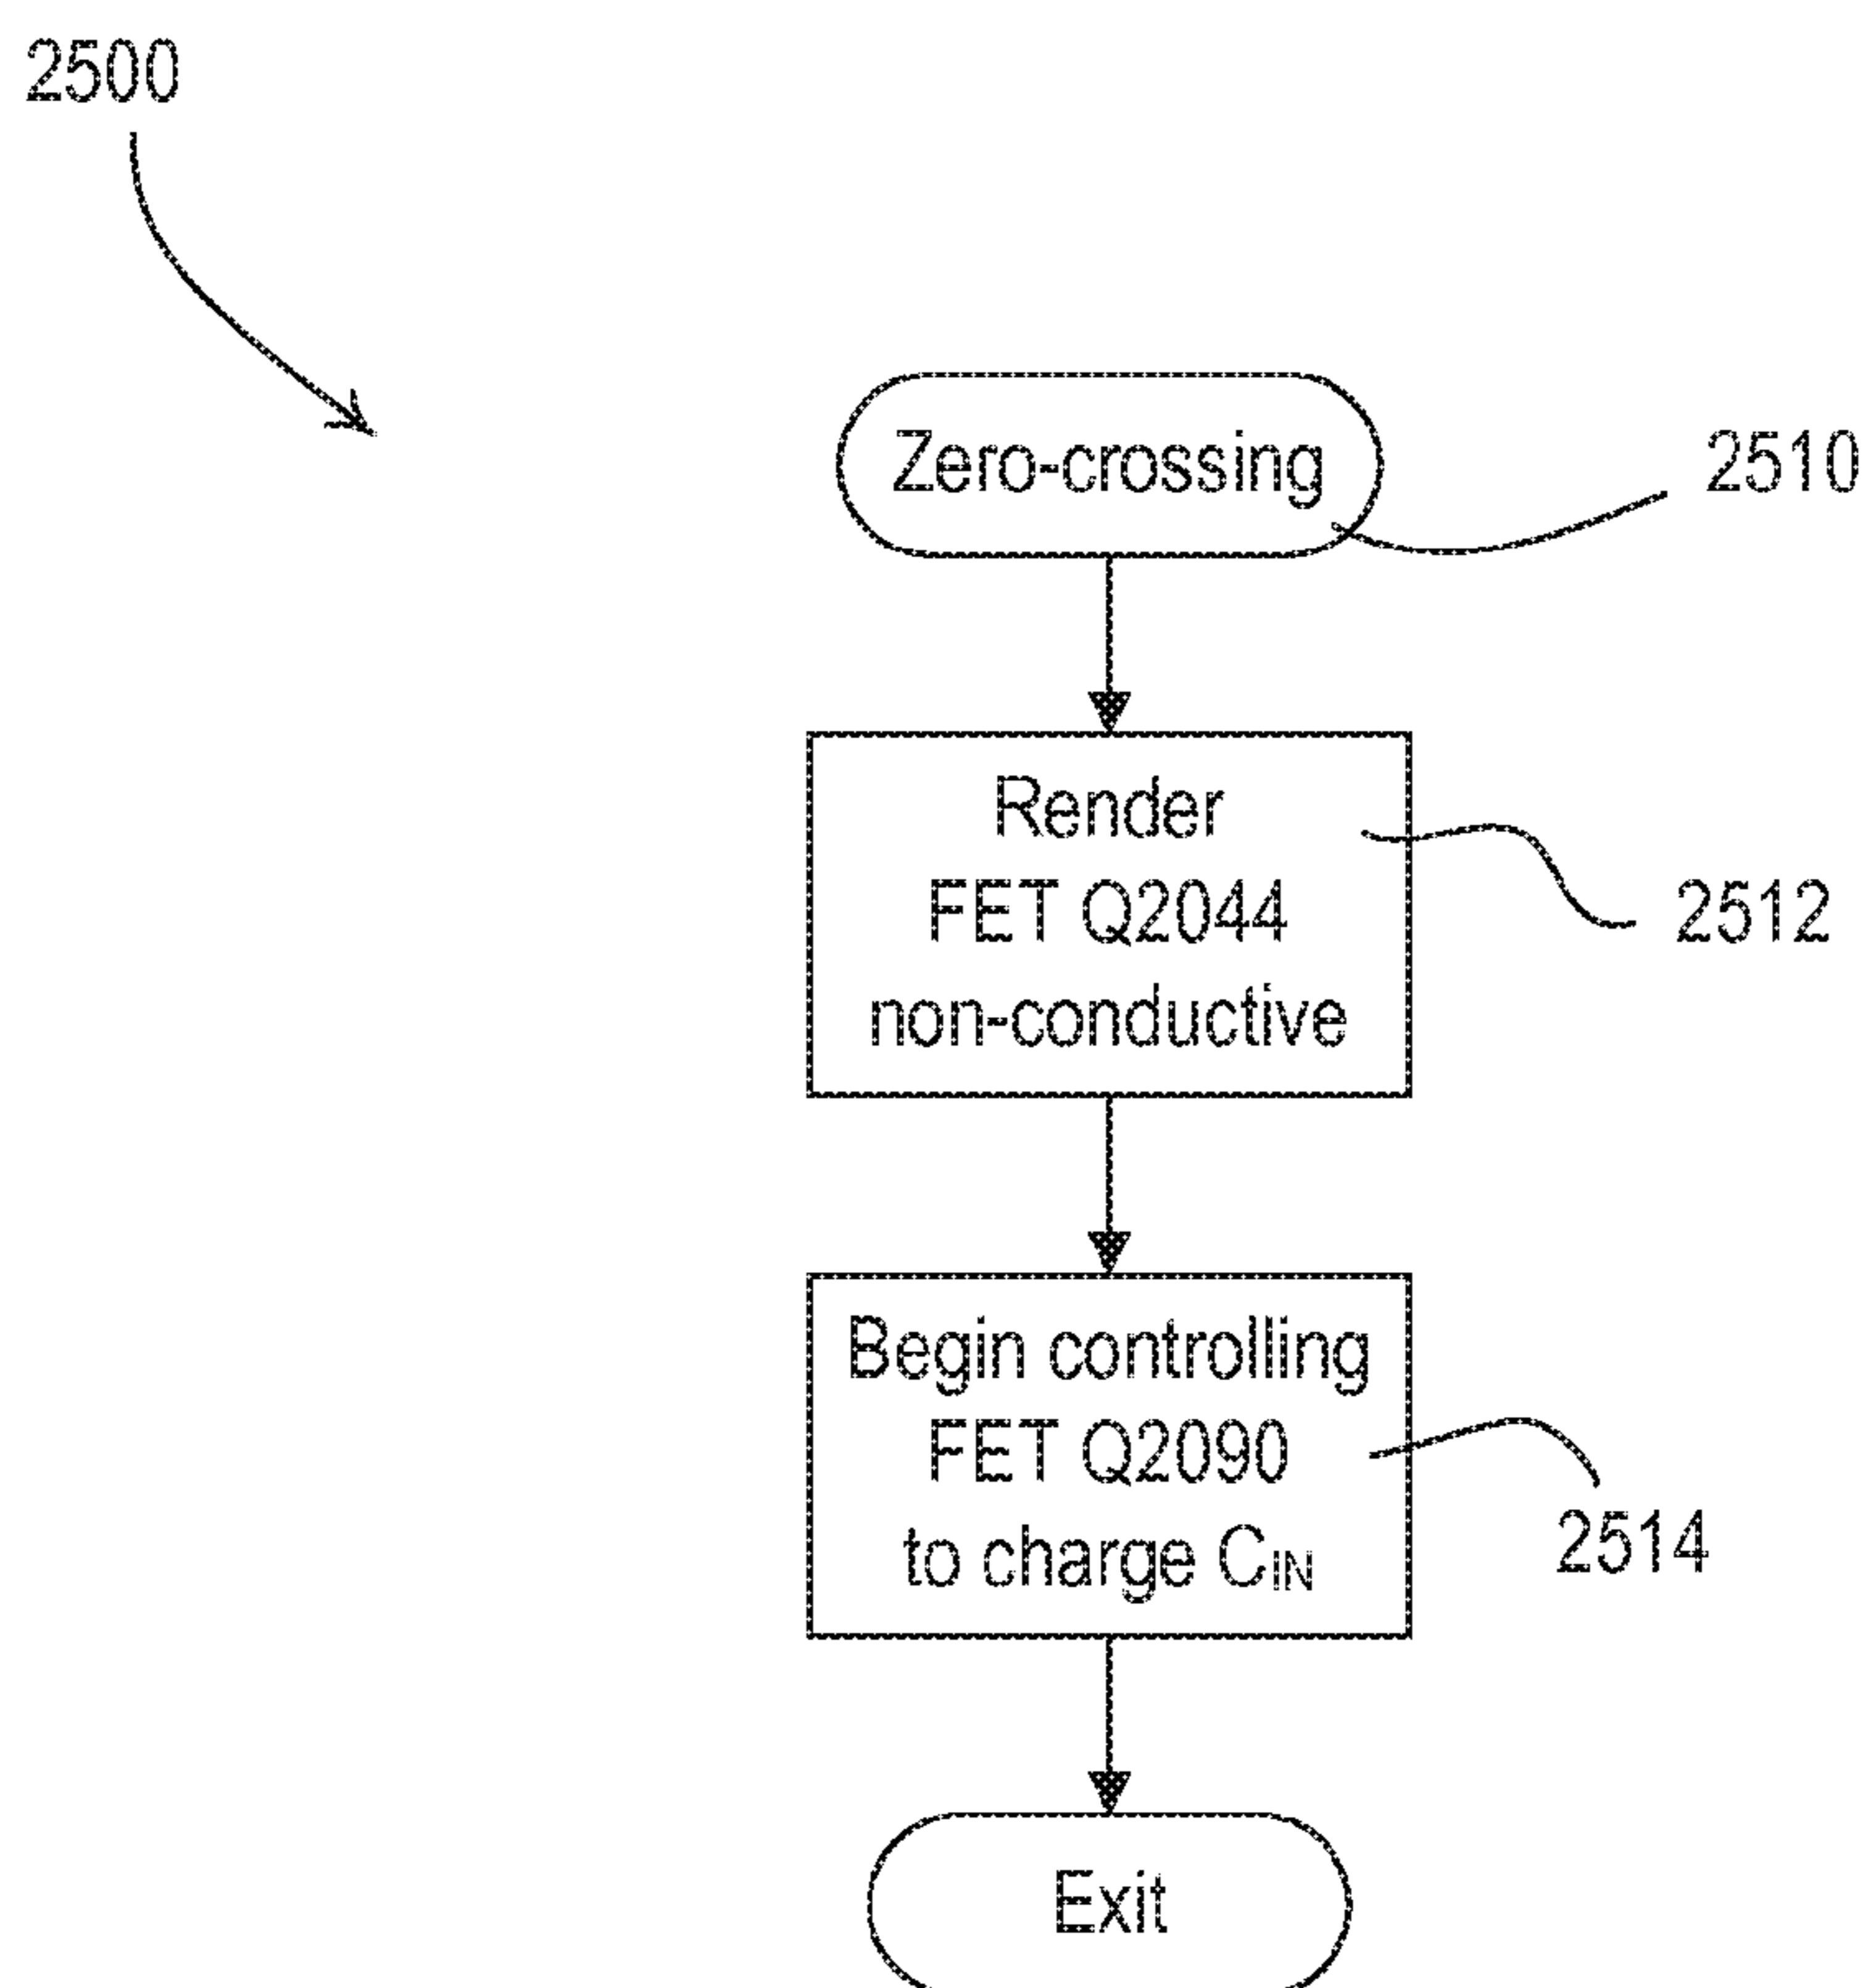 2500
Zero-crossing
2510
Render
FET Q2044
2512
non-conductive
Begin controlling
FET Q2090
to charge CIN
2514
Exit